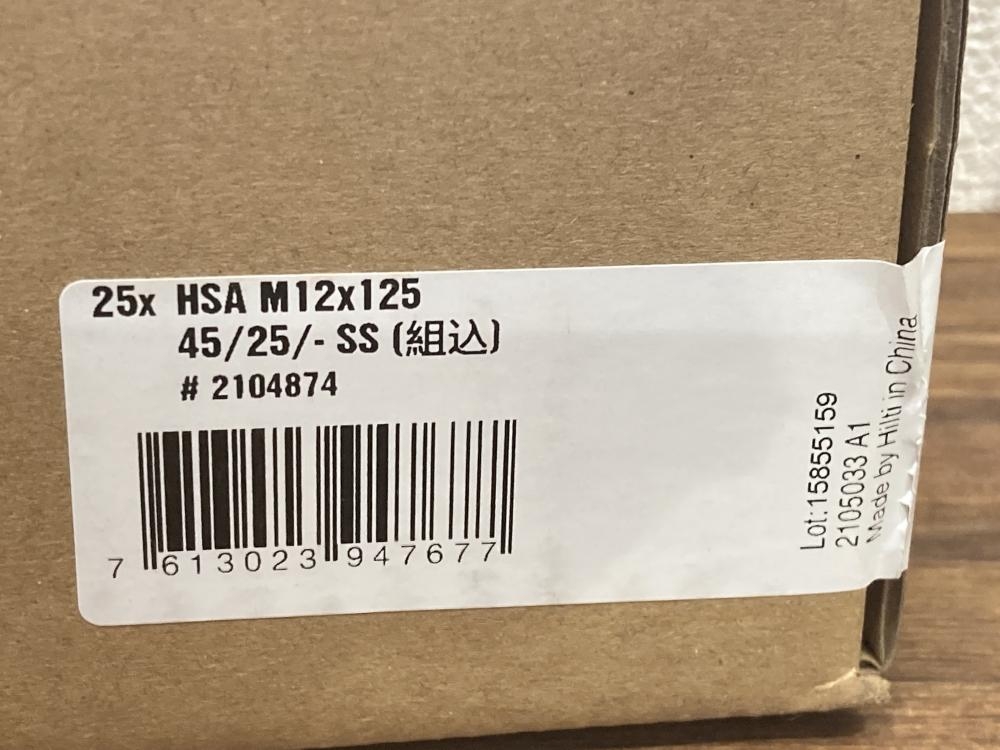 25x HSA M12x125
45/25/- SS (組込)
# 2104874
7 613023 947677
Lot:15855159
2105033 A1
Made by Hilti in China